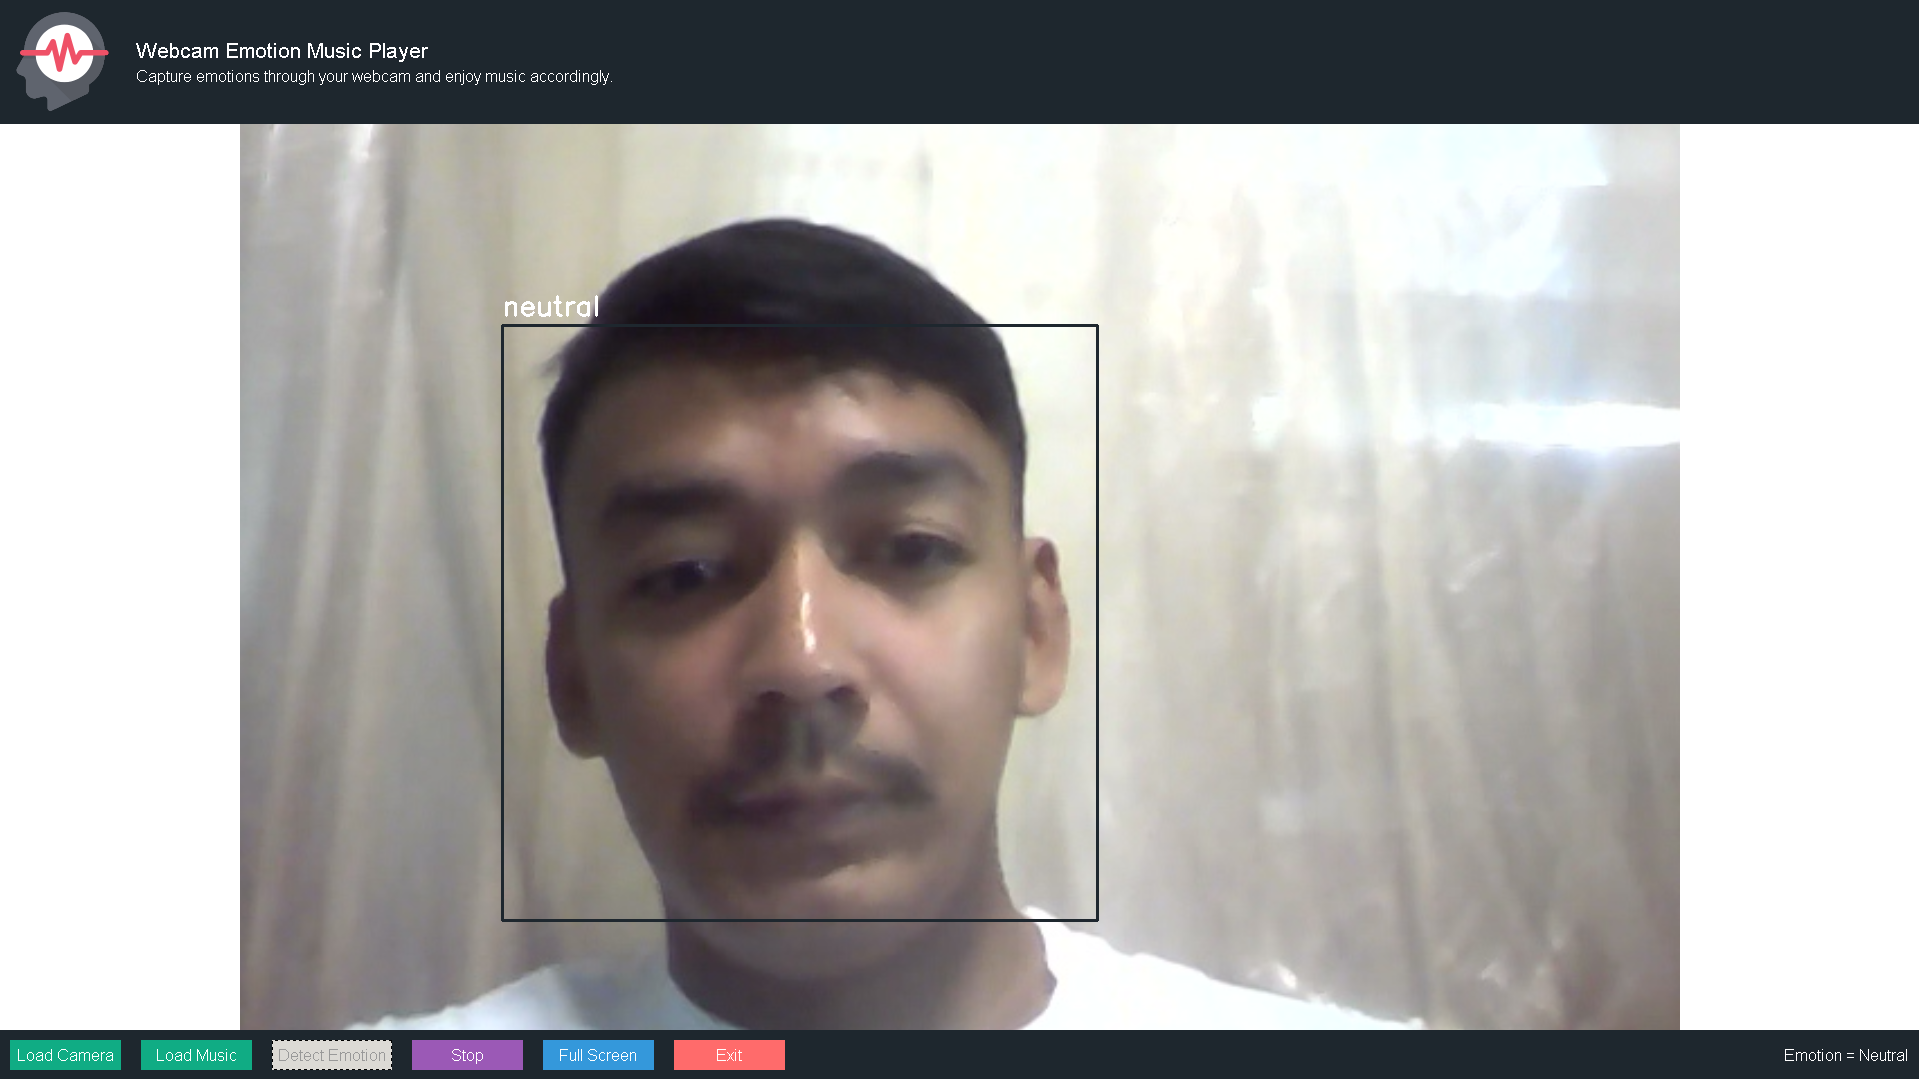 Webcam Emotion Music Player
Capture emotions through your webcam and enjoy music accordingly.
neutral
Load Camera
Load Music
Detect Emotion
Stop
Full Screen
Exit
Emotion = Neutral